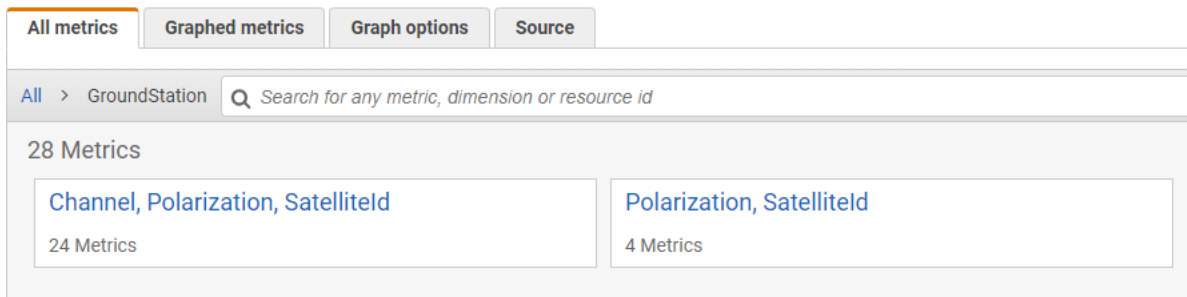 All metrics Graphed metrics Graph options Source
All > GroundStation Search for any metric, dimension or resource id
28 Metrics
Channel, Polarization, SatelliteId Polarization, SatelliteId
24 Metrics 4 Metrics